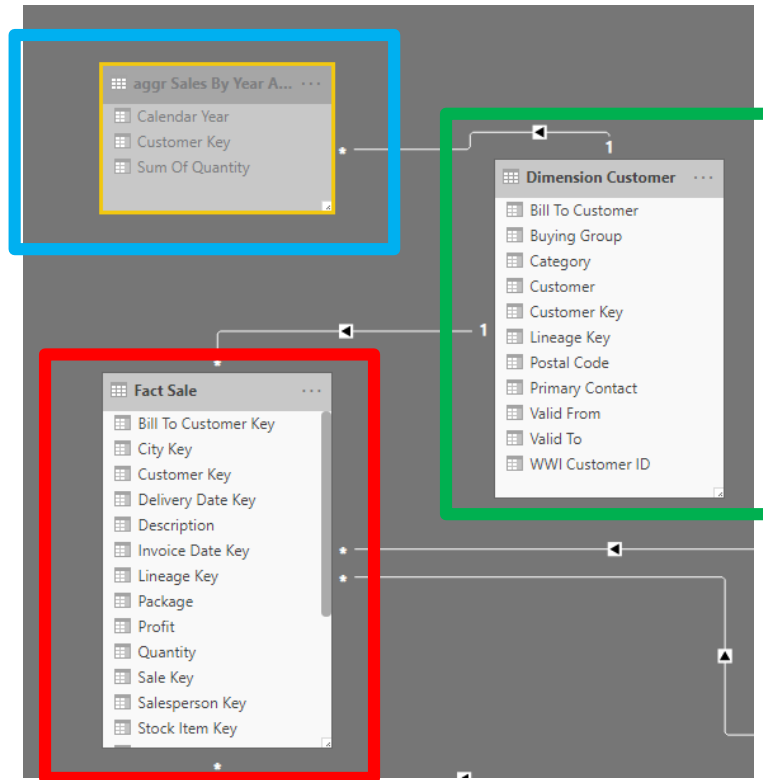 aggr Sales By Year A... ...
Calendar Year
Customer Key
Sum Of Quantity
*
1
Dimension Customer ...
Bill To Customer
Buying Group
Category
Customer
Customer Key
Lineage Key
Postal Code
Primary Contact
Valid From
Valid To
WWI Customer ID
1
*
Fact Sale ...
Bill To Customer Key
City Key
Customer Key
Delivery Date Key
Description
Invoice Date Key
Lineage Key
Package
Profit
Quantity
Sale Key
Salesperson Key
Stock Item Key
*
*
*